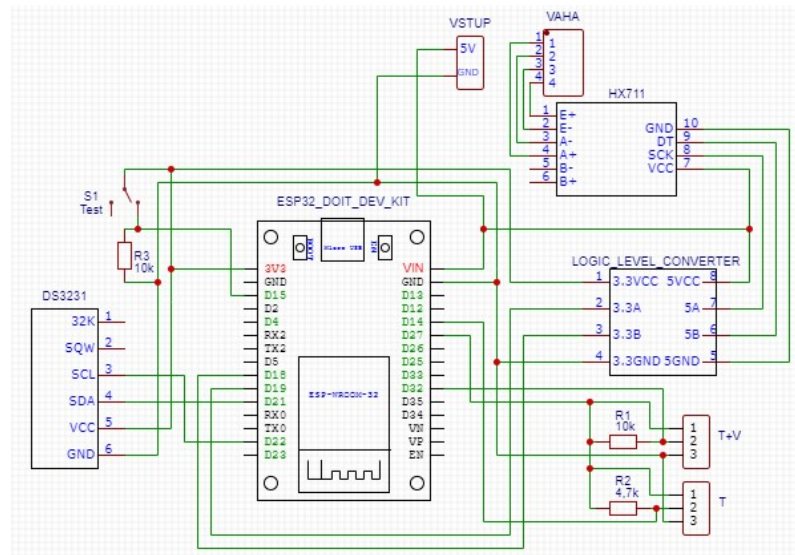 VSTUP
5V
GND
VAHA
1 1
2 2
3 3
4 4
HX711
1 E+
2 E-
3 A-
4 A+
5 B-
6 B+
GND 10
DT 9
SCK 8
VCC 7
S1
Test
R3
10k
ESP32_DOIT_DEV_KIT
Micro USB
EN
3V3
GND
D15
D2
D4
RX2
TX2
D5
D18
D19
D21
RX0
TX0
D22
D23
VIN
GND
D13
D12
D14
D27
D26
D25
D33
D32
D35
D34
VN
VP
EN
ESP-WROOM-32
DS3231
32K 1
SQW 2
SCL 3
SDA 4
VCC 5
GND 6
LOGIC_LEVEL_CONVERTER
1 3.3VCC 5VCC 8
2 3.3A 5A 7
3 3.3B 5B 6
4 3.3GND 5GND 5
R1
10k
1
2
3
T+V
R2
4,7k
1
2
3
T